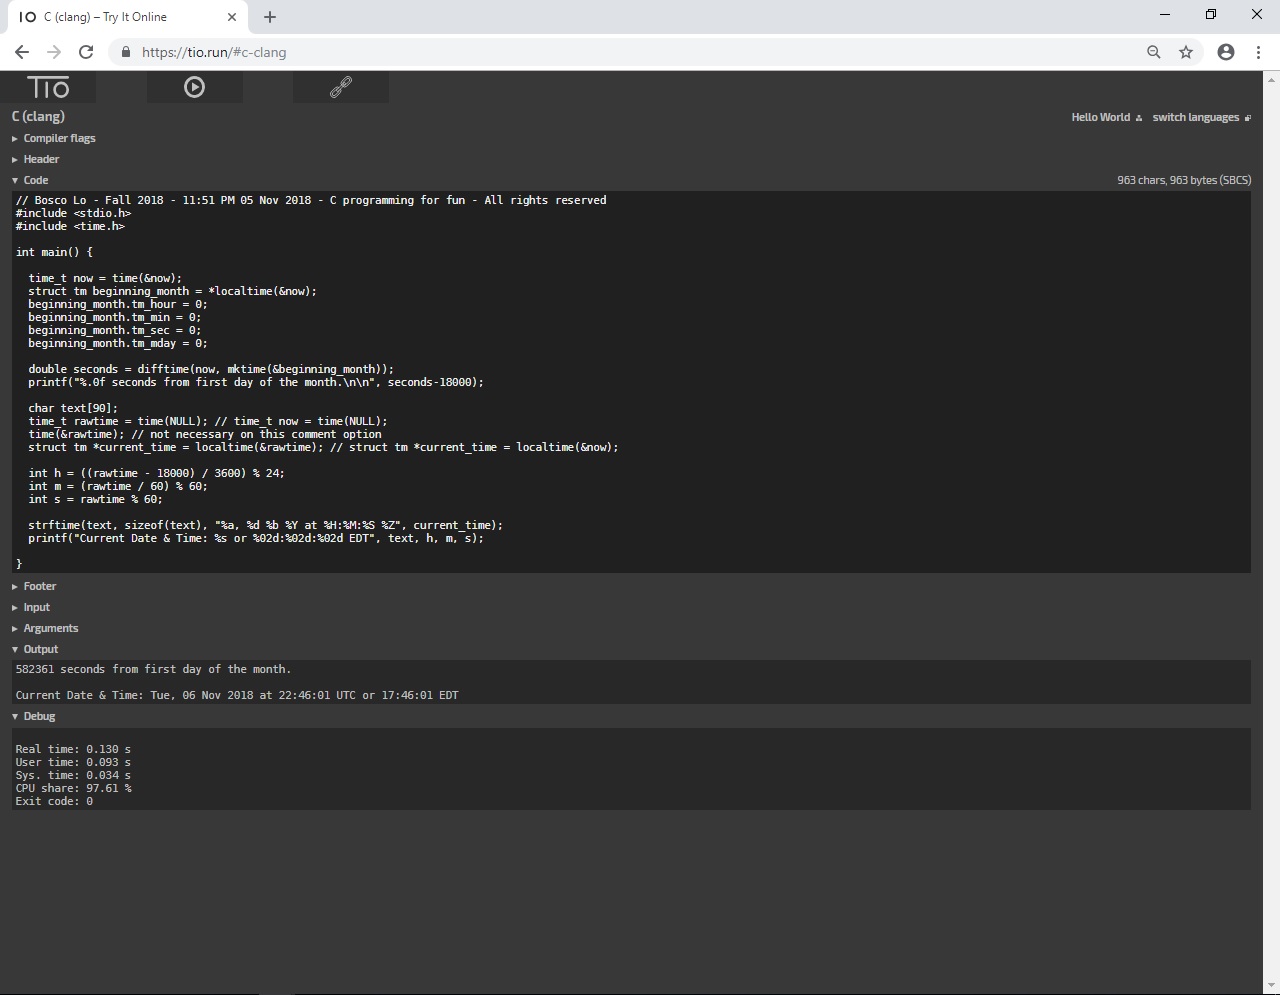 C (clang) – Try It Online
https://tio.run/#c-clang
TIO
C (clang)
Hello World switch languages
Compiler flags
Header
Code
963 chars, 963 bytes (SBCS)
// Bosco Lo - Fall 2018 - 11:51 PM 05 Nov 2018 - C programming for fun - All rights reserved
#include <stdio.h>
#include <time.h>
int main() {
time_t now = time(&now);
struct tm beginning_month = *localtime(&now);
beginning_month.tm_hour = 0;
beginning_month.tm_min = 0;
beginning_month.tm_sec = 0;
beginning_month.tm_mday = 0;
double seconds = difftime(now, mktime(&beginning_month));
printf("%.0f seconds from first day of the month.\n\n", seconds-18000);
char text[90];
time_t rawtime = time(NULL); // time_t now = time(NULL);
time(&rawtime); // not necessary on this comment option
struct tm *current_time = localtime(&rawtime); // struct tm *current_time = localtime(&now);
int h = ((rawtime - 18000) / 3600) % 24;
int m = (rawtime / 60) % 60;
int s = rawtime % 60;
strftime(text, sizeof(text), "%a, %d %b %Y at %H:%M:%S %Z", current_time);
printf("Current Date & Time: %s or %02d:%02d:%02d EDT", text, h, m, s);
}
Footer
Input
Arguments
Output
582361 seconds from first day of the month.
Current Date & Time: Tue, 06 Nov 2018 at 22:46:01 UTC or 17:46:01 EDT
Debug
Real time: 0.130 s
User time: 0.093 s
Sys. time: 0.034 s
CPU share: 97.61 %
Exit code: 0